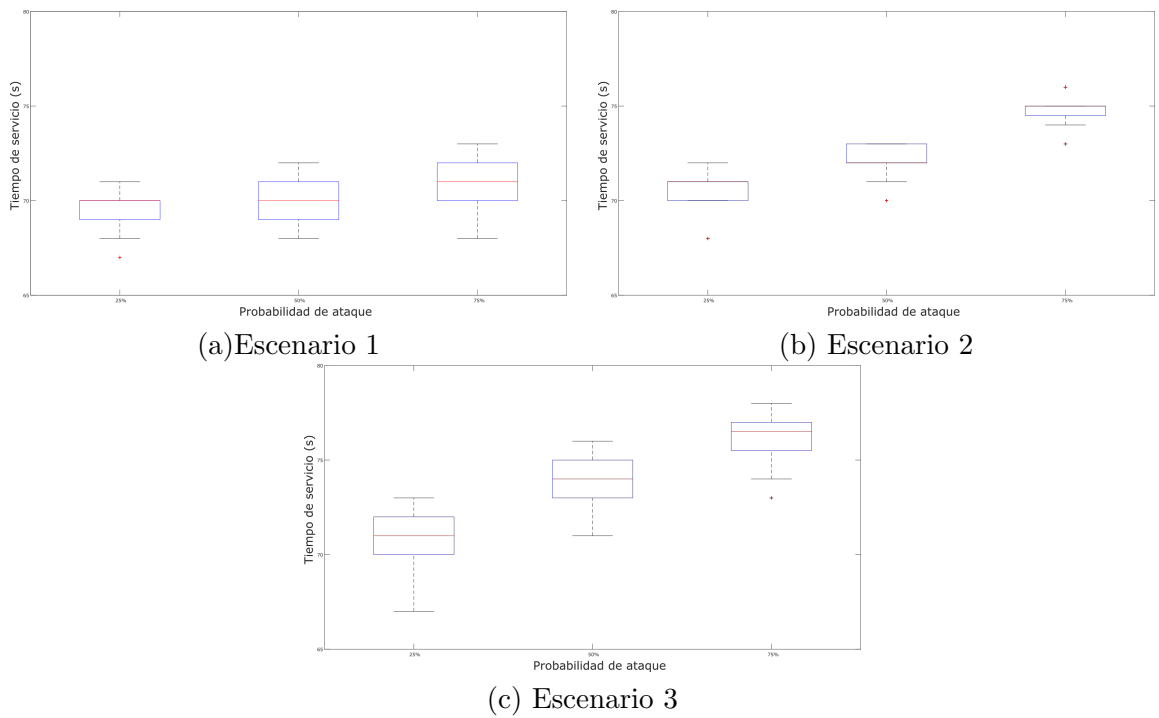 80
75
70
65
Tiempo de servicio (s)
25% 50% 75%
Probabilidad de ataque
(a)Escenario 1
80
75
70
65
Tiempo de servicio (s)
25% 50% 75%
Probabilidad de ataque
(b) Escenario 2
80
75
70
65
Tiempo de servicio (s)
25% 50% 75%
Probabilidad de ataque
(c) Escenario 3